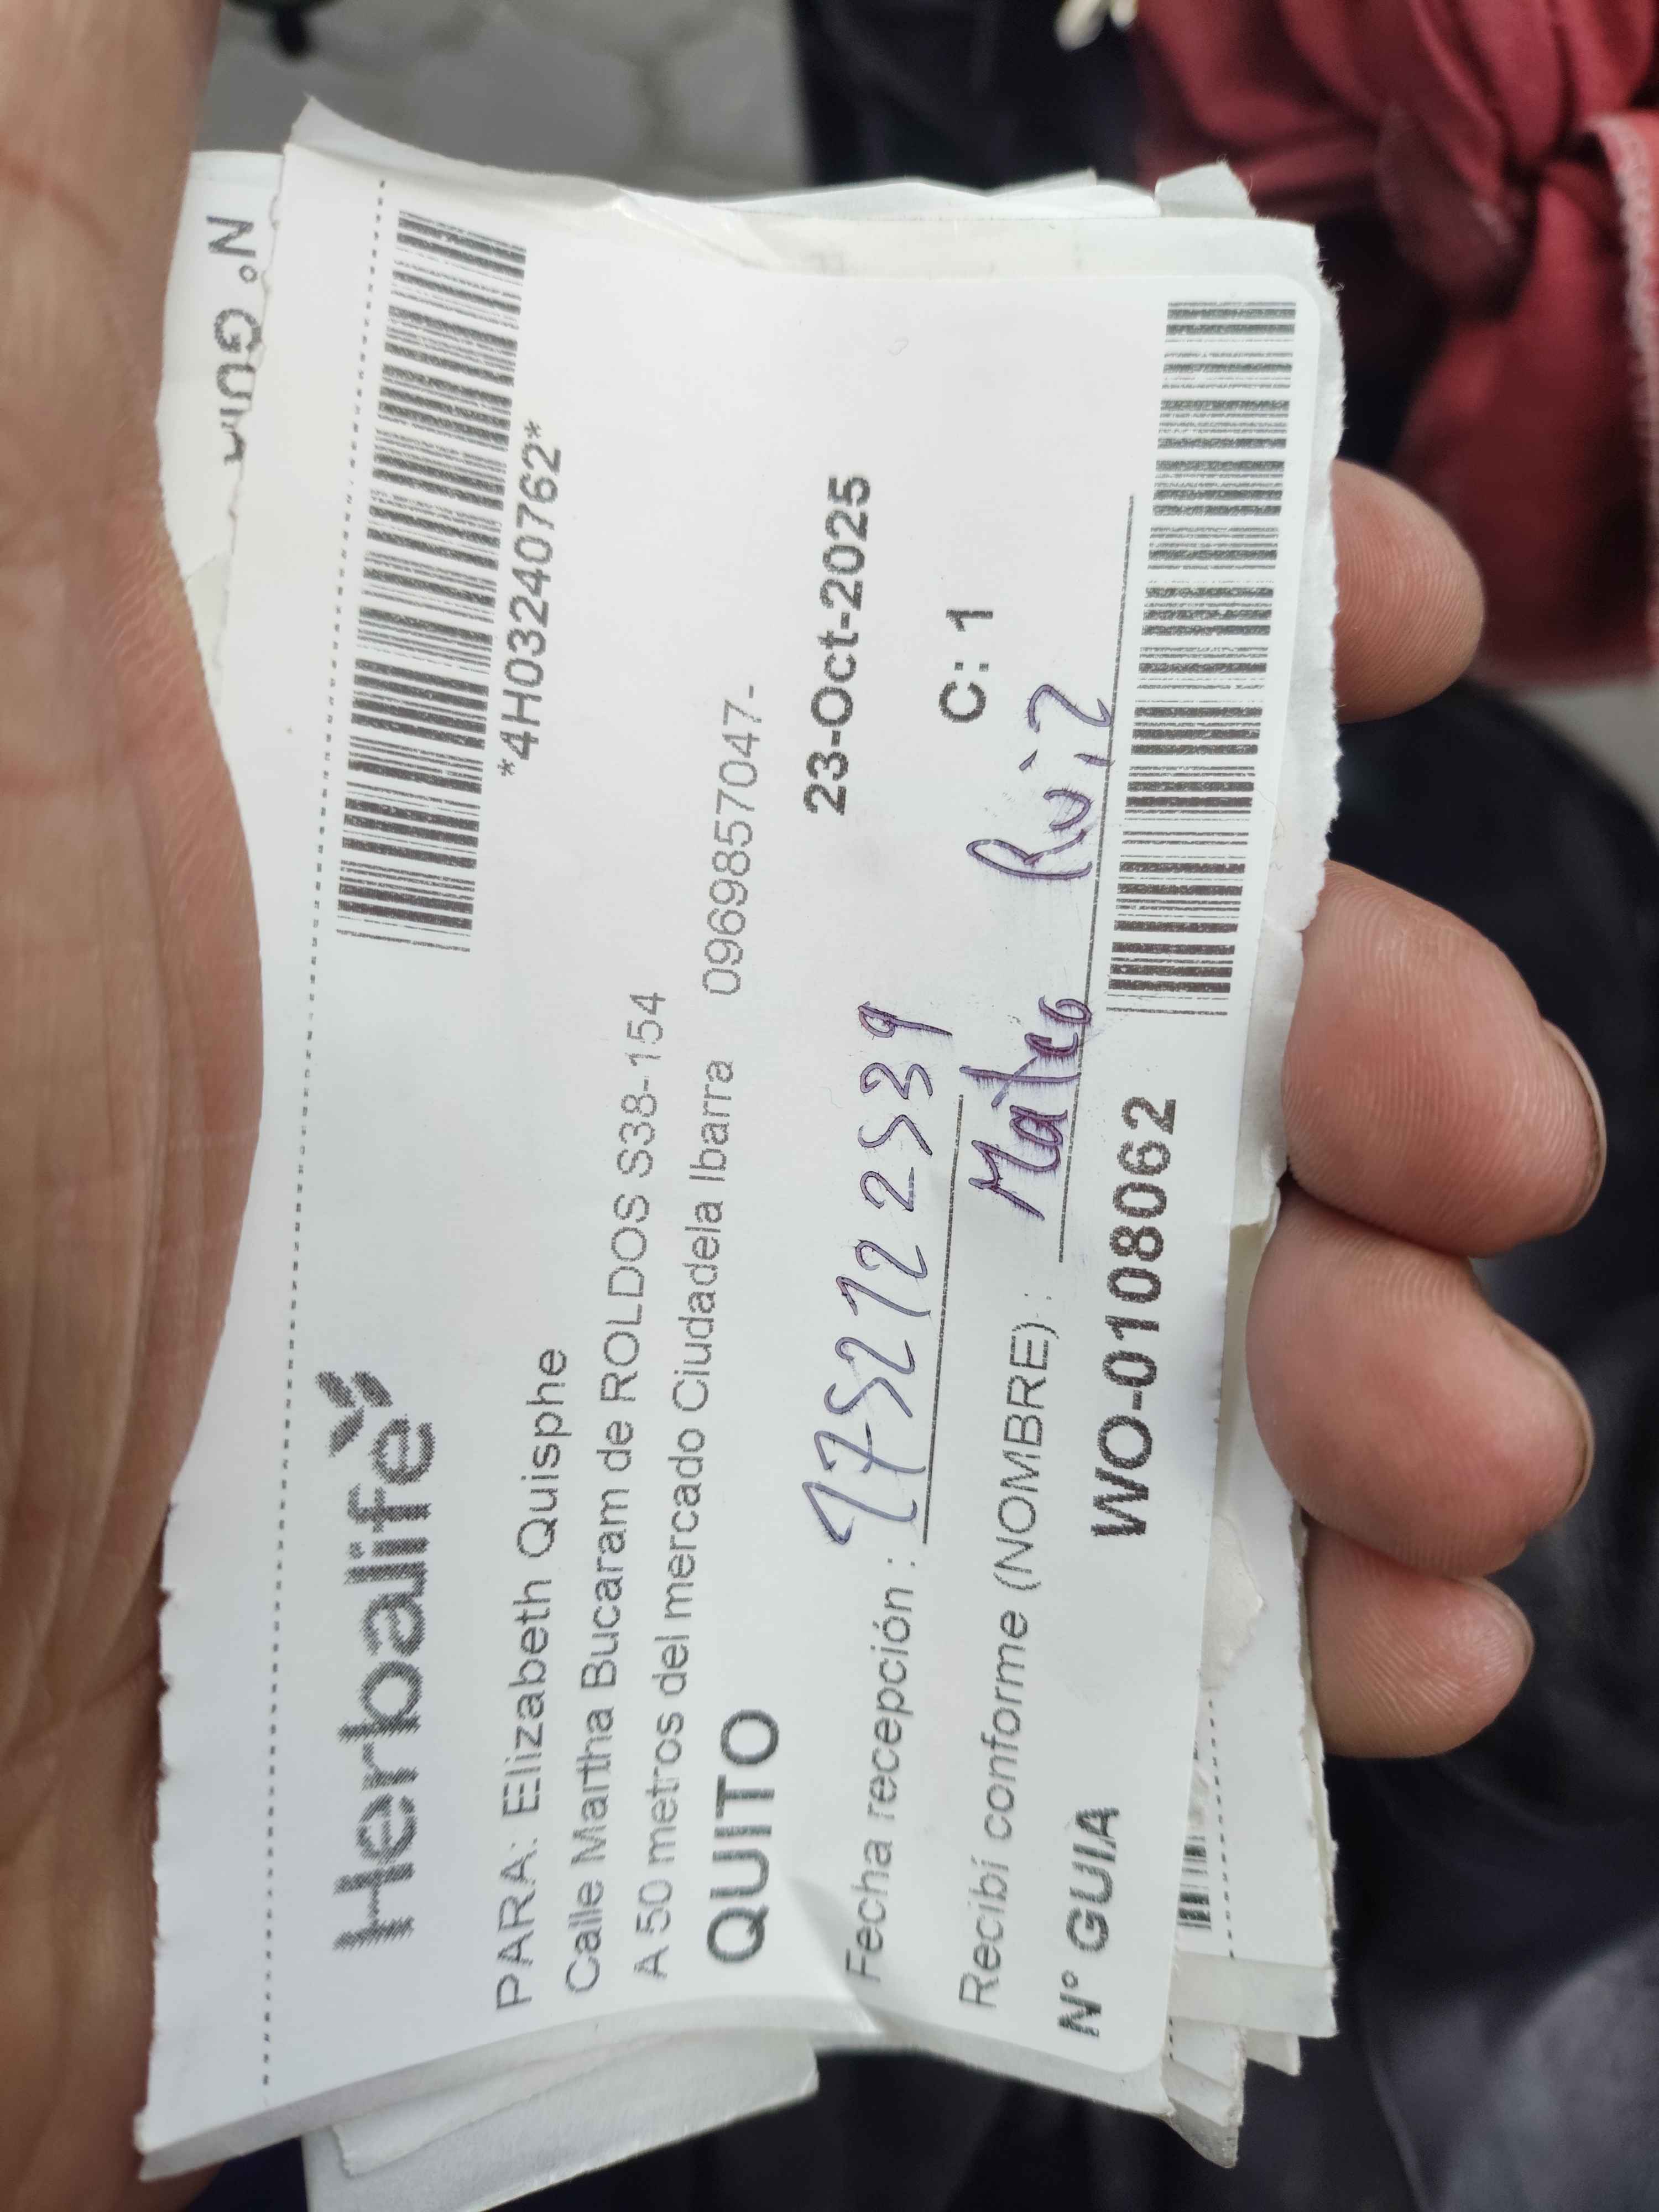 Herbalife
*4H03240762*
PARA: Elizabeth Quisphe
Calle Martha Bucaram de ROLDOS S38-154
A 50 metros del mercado Ciudadela Ibarra 0969857047-
QUITO
23-Oct-2025
Fecha recepción : 1752122539
C: 1
Recibí conforme (NOMBRE) : Mateo Ruiz
N° GUIA WO-0108062
N° GUIA